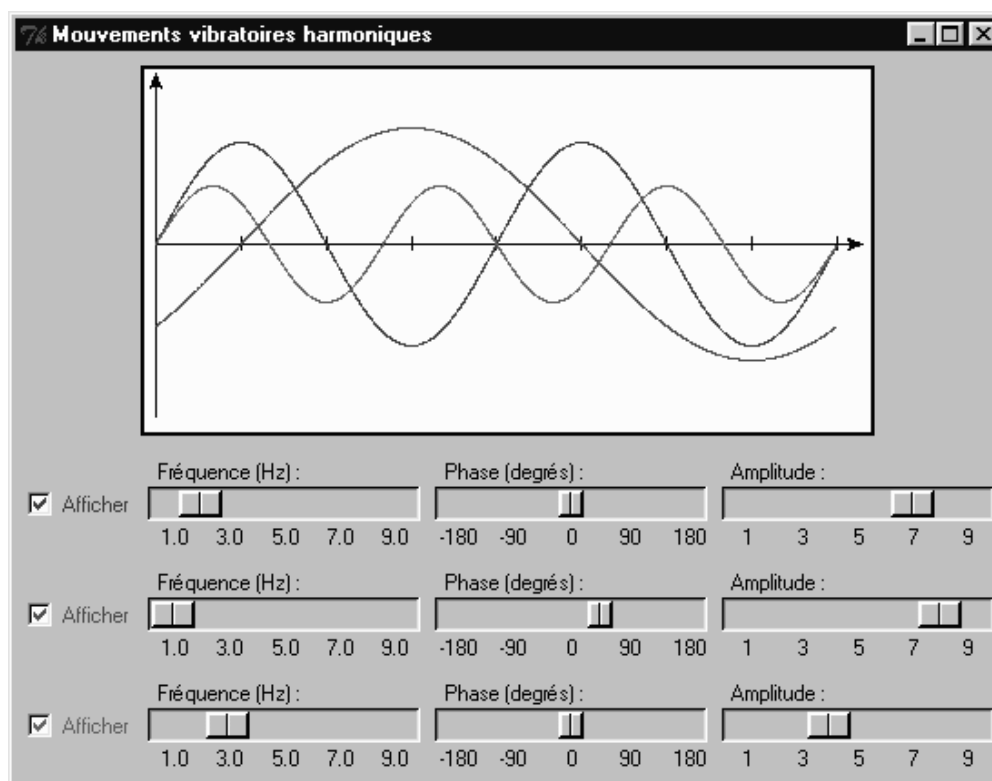 Mouvements vibratoires harmoniques
Fréquence (Hz) : Phase (degrés) : Amplitude :
Afficher
1.0 3.0 5.0 7.0 9.0 -180 -90 0 90 180 1 3 5 7 9
Fréquence (Hz) : Phase (degrés) : Amplitude :
Afficher
1.0 3.0 5.0 7.0 9.0 -180 -90 0 90 180 1 3 5 7 9
Fréquence (Hz) : Phase (degrés) : Amplitude :
Afficher
1.0 3.0 5.0 7.0 9.0 -180 -90 0 90 180 1 3 5 7 9